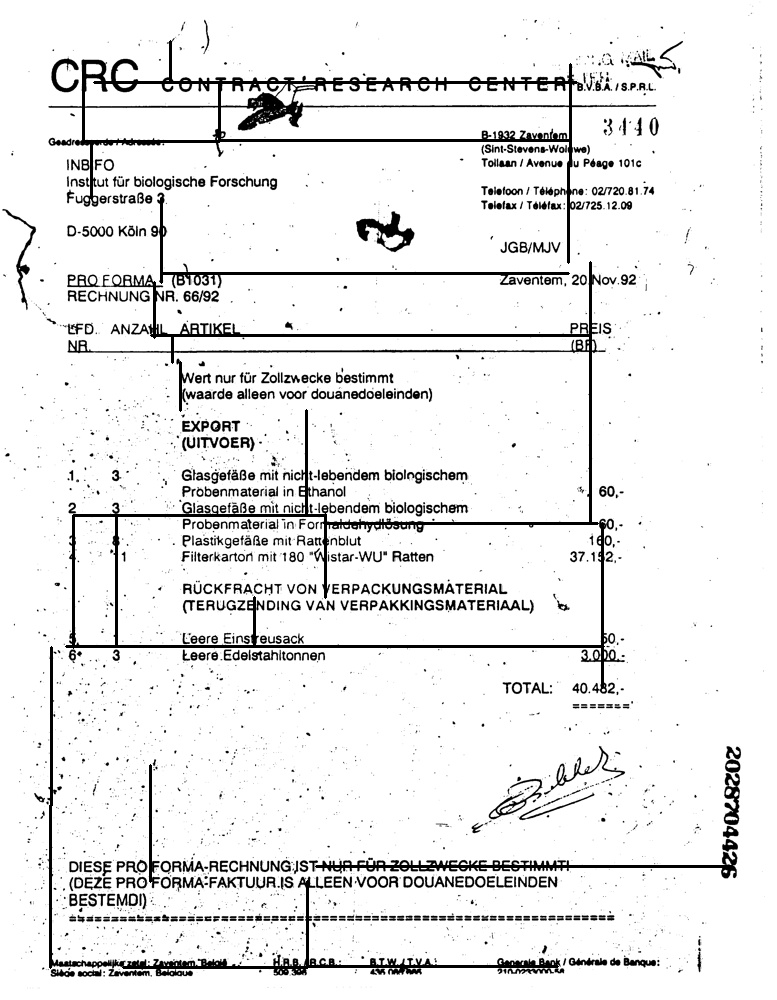 CRC CONTRACT RESEARCH CENTER B.V.B.A. / S.P.R.L.
3440
Geadresseerde / Adressée:
B-1932 Zaventem
(Sint-Stevens-Woluwe)
Tollaan / Avenue du Péage 101c
INBIFO
Institut für biologische Forschung
Fuggerstraße 3
Telefoon / Téléphone: 02/720.81.74
Telefax / Téléfax: 02/725.12.09
D-5000 Köln 90
JGB/MJV
PRO FORMA (B1031)
Zaventem, 20 Nov.92
RECHNUNG NR. 66/92
LFD. ANZAHL ARTIKEL PREIS
NR. (BF)
Wert nur für Zollzwecke bestimmt
(waarde alleen voor douanedoeleinden)
EXPORT
(UITVOER)
1. 3 Glasgefäße mit nicht-lebendem biologischem
Probenmaterial in Ethanol 60,-
2 3 Glasgefäße mit nicht-lebendem biologischem
Probenmaterial in Formaldehydlösung 60,-
3 8 Plastikgefäße mit Rattenblut 160,-
4. 1 Filterkarton mit 180 "Wistar-WU" Ratten 37.152,-
RÜCKFRACHT VON VERPACKUNGSMATERIAL
(TERUGZENDING VAN VERPAKKINGSMATERIAAL)
5. Leere Einstreusack 50,-
6. 3 Leere Edelstahltonnen 3.000,-
TOTAL: 40.482,-
=======
2028704426
DIESE PRO FORMA-RECHNUNG IST NUR FÜR ZOLLZWECKE BESTIMMT!
(DEZE PRO FORMA-FAKTUUR IS ALLEEN VOOR DOUANEDOELEINDEN
BESTEMD!)
Maatschappelijke zetel: Zaventem, België H.R.B. / R.C.B.: B.T.W. / T.V.A.: Generale Bank / Générale de Banque:
Siège social: Zaventem, Belgique 509.396